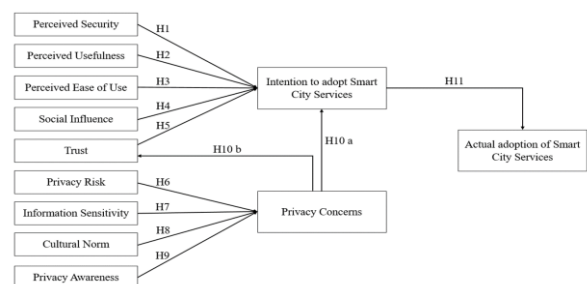 Perceived Security
H1
Perceived Usefulness
H2
Perceived Ease of Use
H3
Intention to adopt Smart
City Services
H11
Social Influence
H4
H5
Trust
H10 b
H10 a
Actual adoption of Smart
City Services
Privacy Risk
H6
Information Sensitivity
H7
Privacy Concerns
Cultural Norm
H8
Privacy Awareness
H9